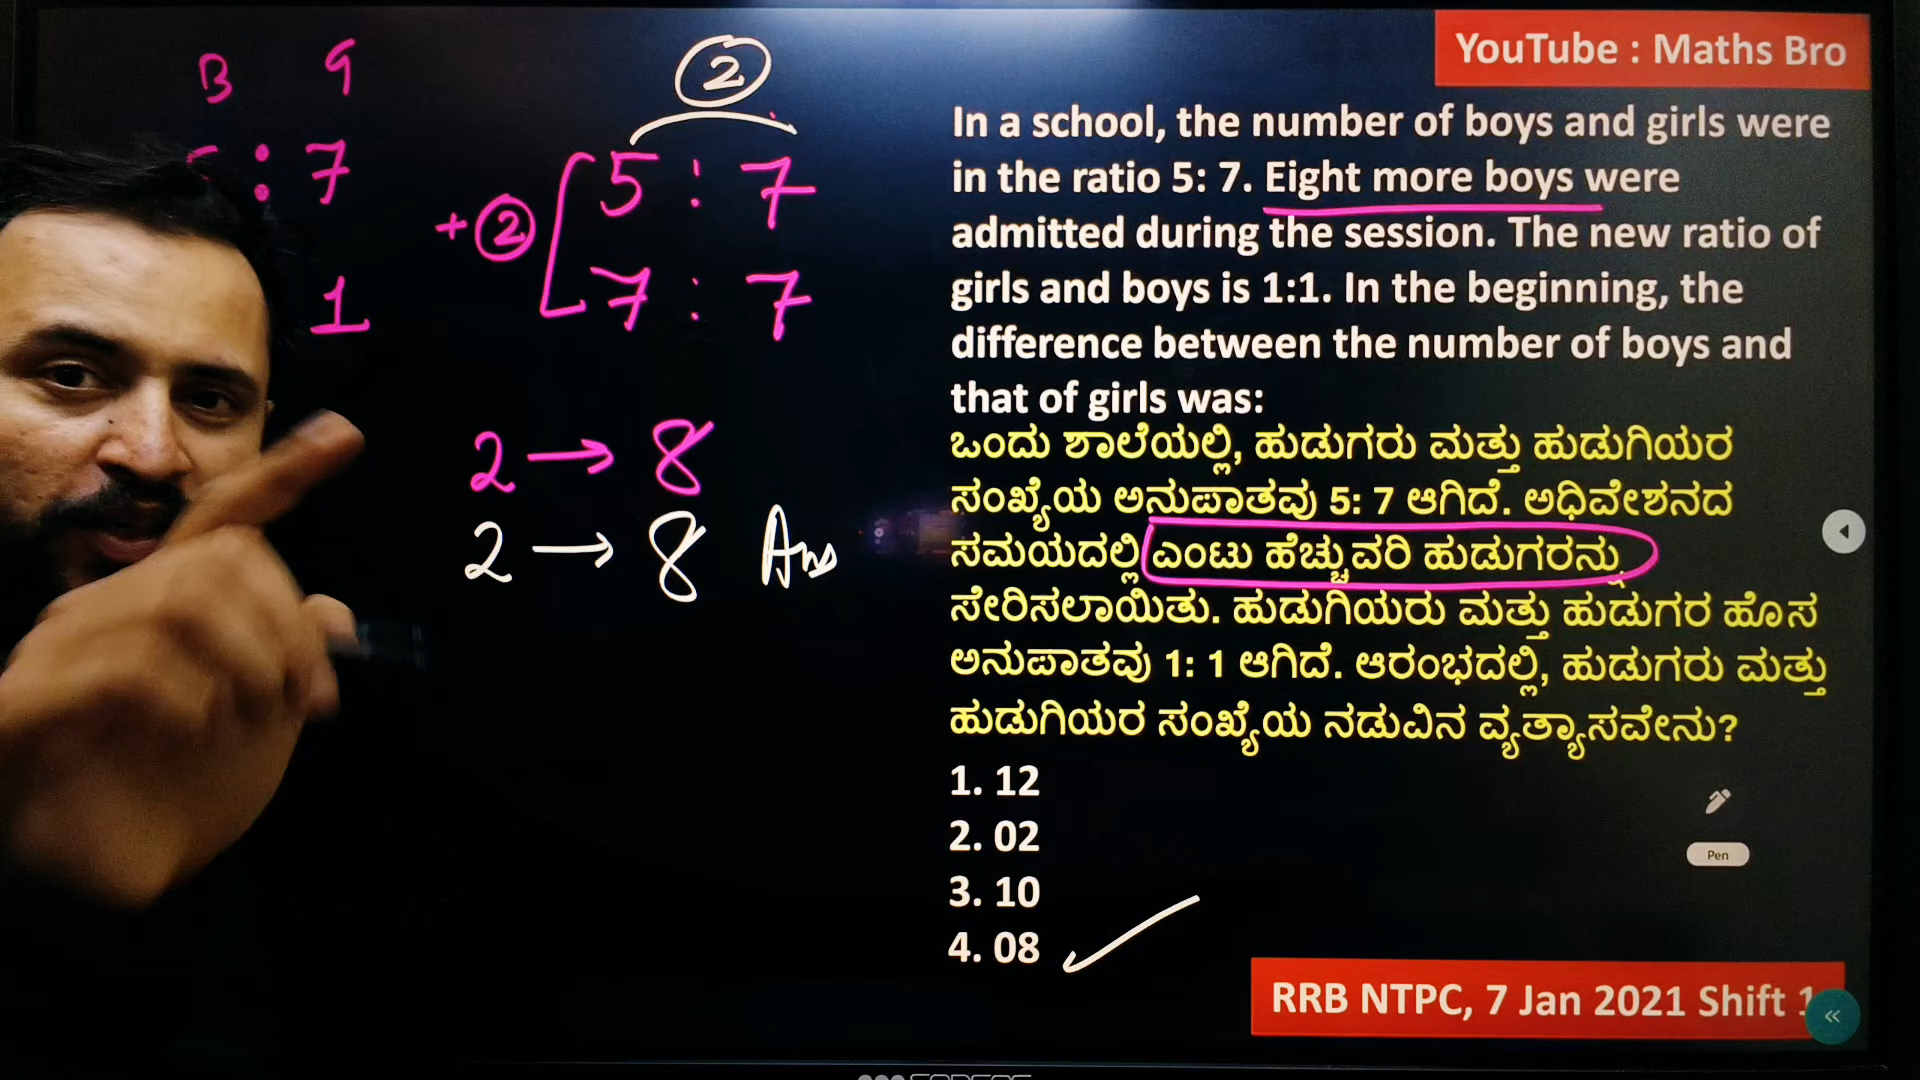 YouTube : Maths Bro
B G
: 7
1
2
5 : 7
+ 2
7 : 7
2 → 8
2 → 8 Ans
In a school, the number of boys and girls were
in the ratio 5: 7. Eight more boys were
admitted during the session. The new ratio of
girls and boys is 1:1. In the beginning, the
difference between the number of boys and
that of girls was:
ಒಂದು ಶಾಲೆಯಲ್ಲಿ, ಹುಡುಗರು ಮತ್ತು ಹುಡುಗಿಯರ
ಸಂಖ್ಯೆಯ ಅನುಪಾತವು 5: 7 ಆಗಿದೆ. ಅಧಿವೇಶನದ
ಸಮಯದಲ್ಲಿ ಎಂಟು ಹೆಚ್ಚುವರಿ ಹುಡುಗರನ್ನು
ಸೇರಿಸಲಾಯಿತು. ಹುಡುಗಿಯರು ಮತ್ತು ಹುಡುಗರ ಹೊಸ
ಅನುಪಾತವು 1: 1 ಆಗಿದೆ. ಆರಂಭದಲ್ಲಿ, ಹುಡುಗರು ಮತ್ತು
ಹುಡುಗಿಯರ ಸಂಖ್ಯೆಯ ನಡುವಿನ ವ್ಯತ್ಯಾಸವೇನು?
1. 12
2. 02
3. 10
4. 08
Pen
RRB NTPC, 7 Jan 2021 Shift 1